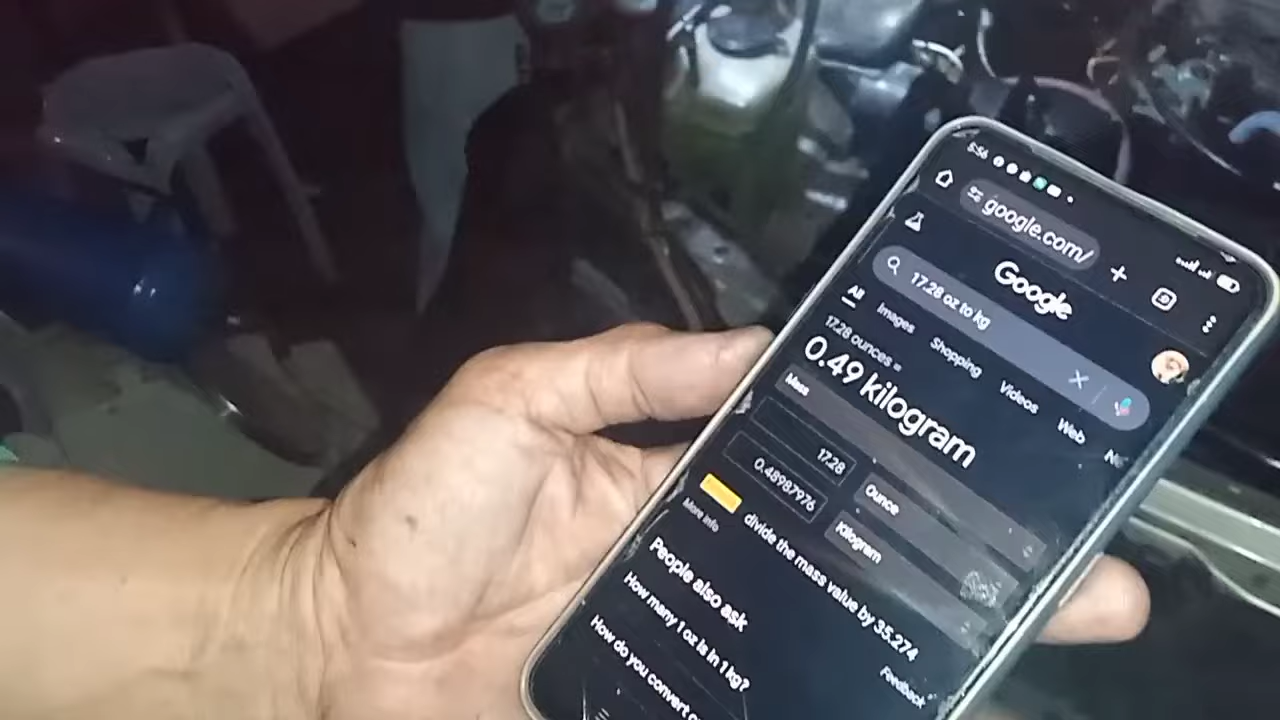 5:56
google.com/
Google
17.28 oz to kg
All Images Shopping Videos Web
17.28 ounces =
0.49 kilogram
Mass
17.28 Ounce
0.48987976 Kilogram
divide the mass value by 35.274
More info
Feedback
People also ask
How many 1 oz is in 1 kg?
How do you convert